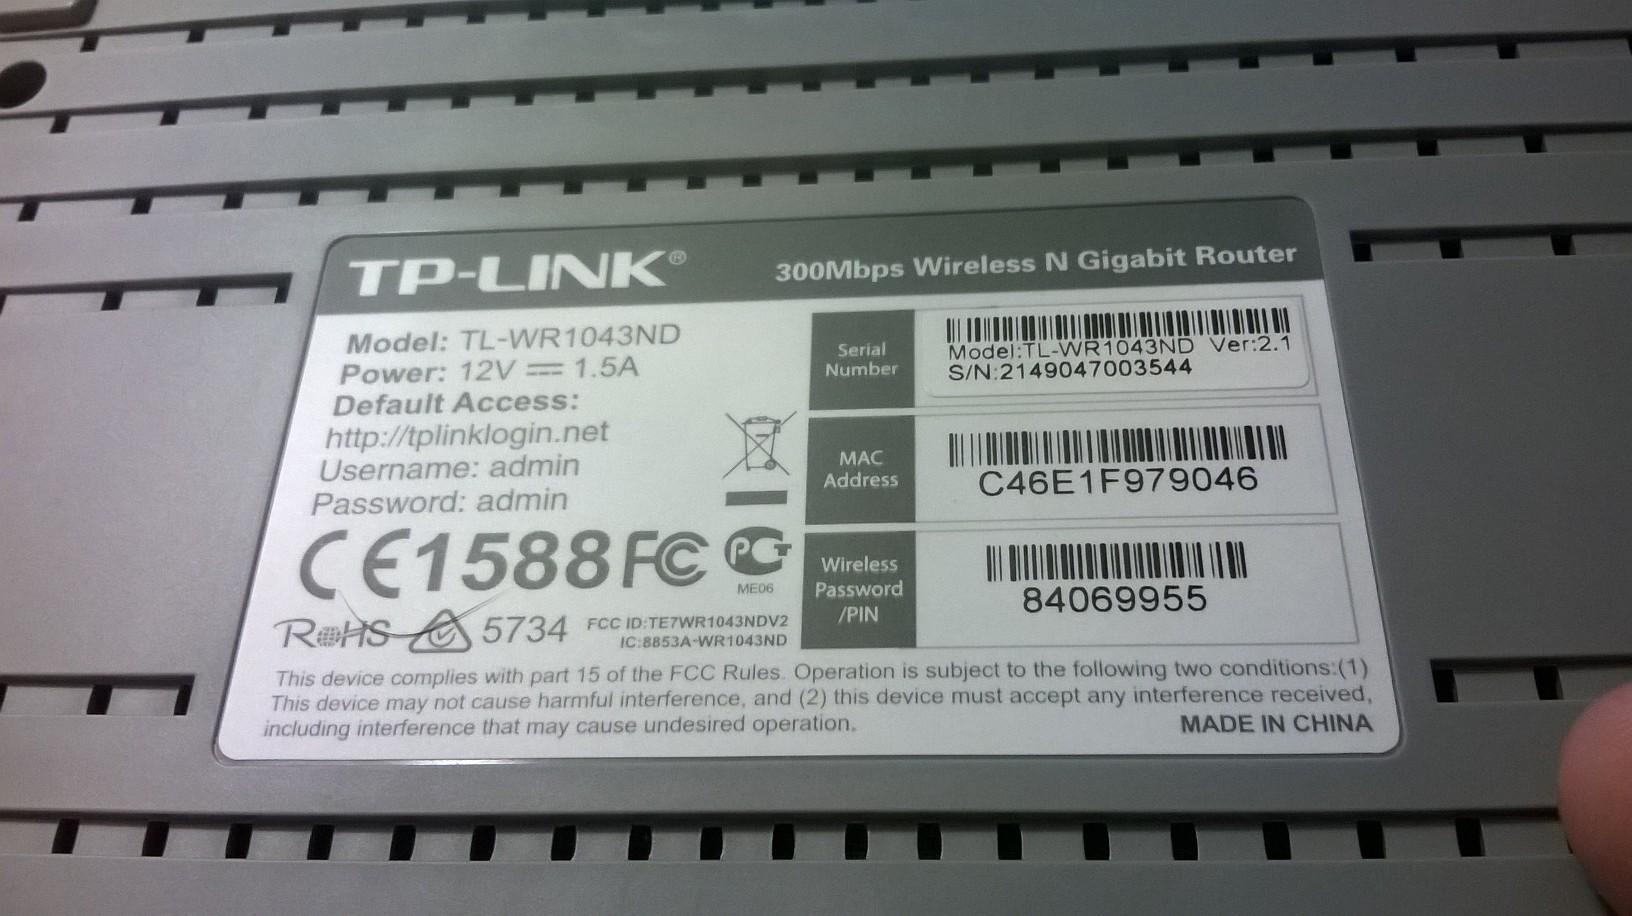 TP-LINK®
300Mbps Wireless N Gigabit Router
Model: TL-WR1043ND
Power: 12V ⎓ 1.5A
Default Access:
http://tplinklogin.net
Username: admin
Password: admin
CE1588 FC PCT
ME06
RoHS 5734
FCC ID:TE7WR1043NDV2
IC:8853A-WR1043ND
Serial
Number
Model:TL-WR1043ND Ver:2.1
S/N:2149047003544
MAC
Address
C46E1F979046
Wireless
Password
/PIN
84069955
This device complies with part 15 of the FCC Rules. Operation is subject to the following two conditions:(1)
This device may not cause harmful interference, and (2) this device must accept any interference received,
including interference that may cause undesired operation.
MADE IN CHINA